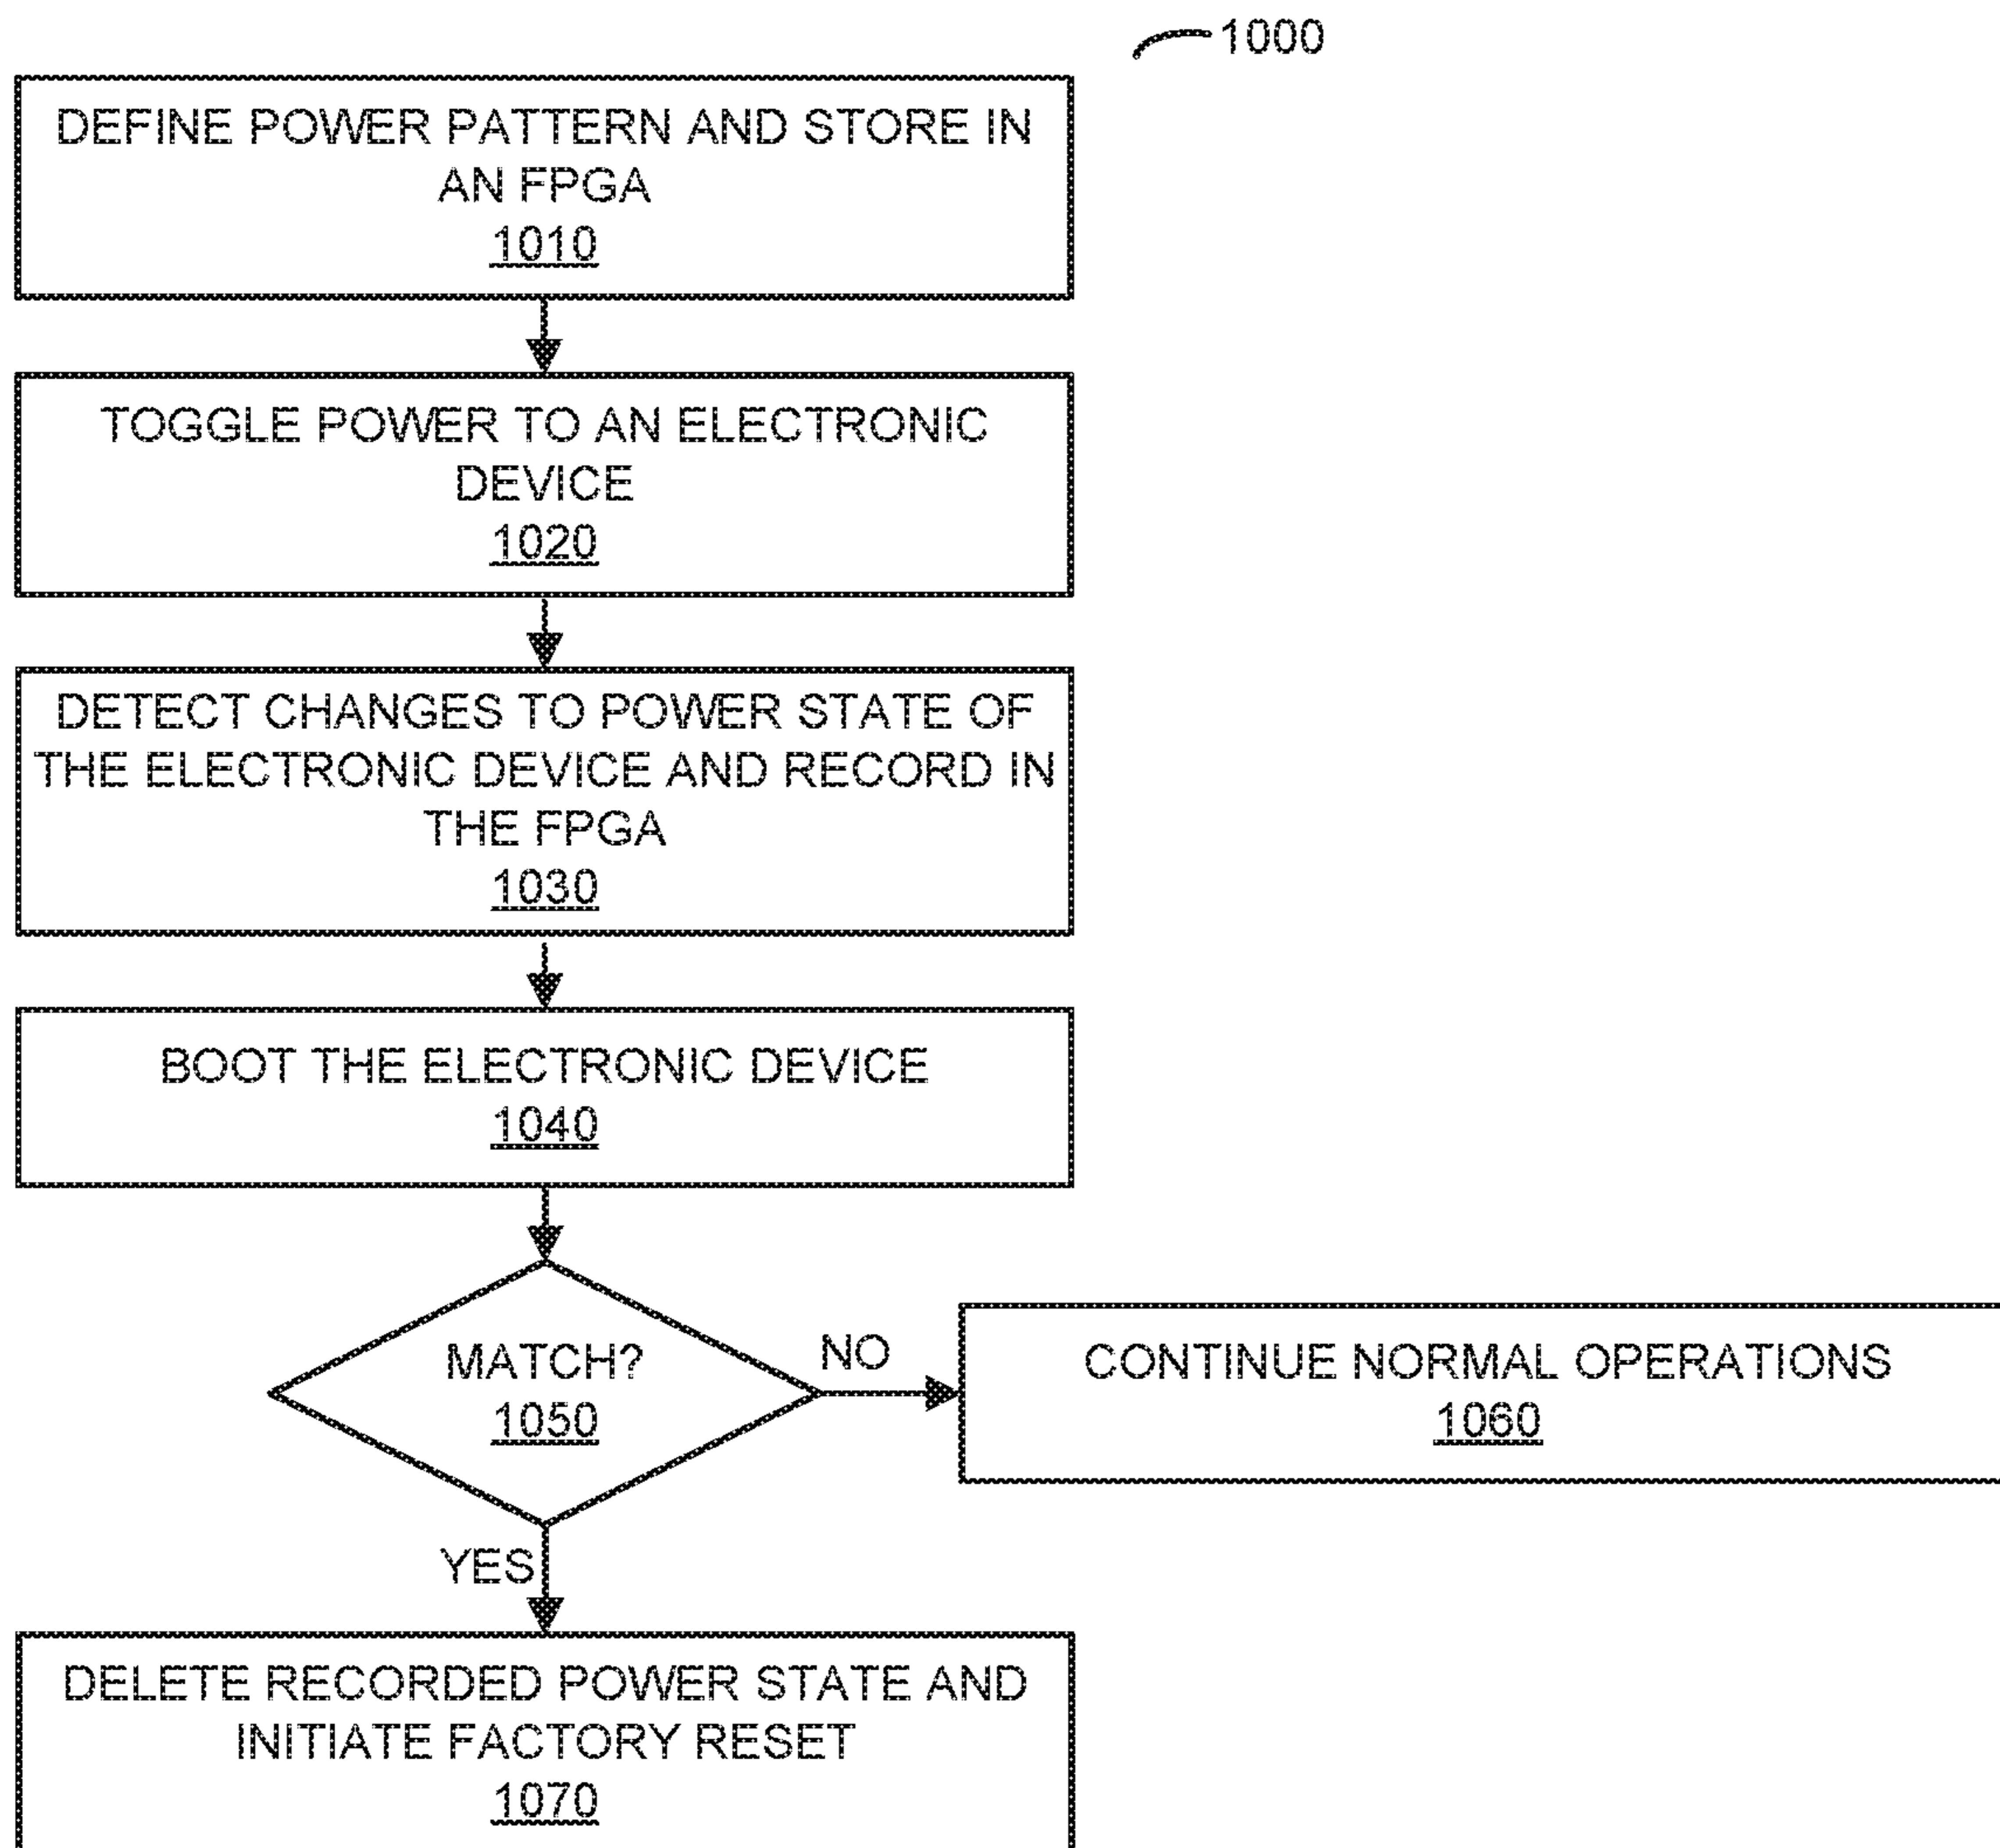 1000
DEFINE POWER PATTERN AND STORE IN
AN FPGA
1010
TOGGLE POWER TO AN ELECTRONIC
DEVICE
1020
DETECT CHANGES TO POWER STATE OF
THE ELECTRONIC DEVICE AND RECORD IN
THE FPGA
1030
BOOT THE ELECTRONIC DEVICE
1040
MATCH?
1050
NO
CONTINUE NORMAL OPERATIONS
1060
YES
DELETE RECORDED POWER STATE AND
INITIATE FACTORY RESET
1070